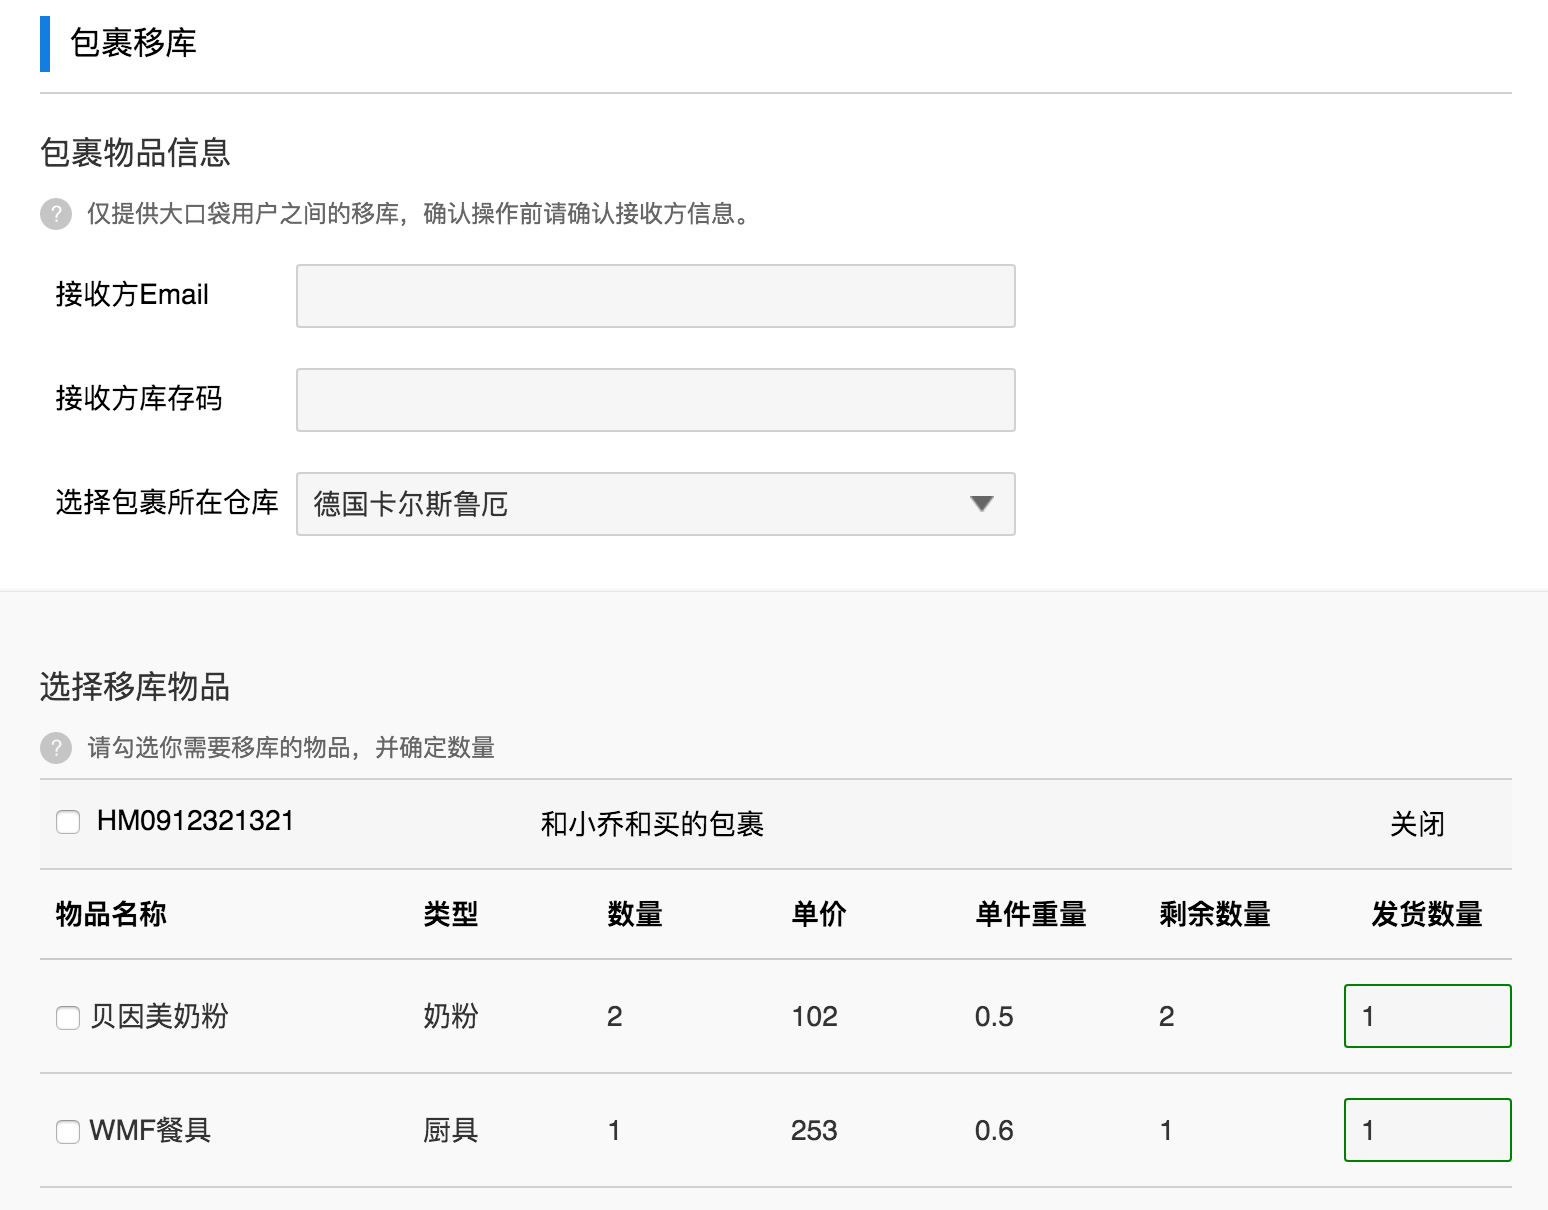 包裹移库
包裹物品信息
? 仅提供大口袋用户之间的移库，确认操作前请确认接收方信息。
接收方Email
接收方库存码
选择包裹所在仓库 德国卡尔斯鲁厄
选择移库物品
? 请勾选你需要移库的物品，并确定数量
HM0912321321 和小乔和买的包裹 关闭
物品名称 类型 数量 单价 单件重量 剩余数量 发货数量
贝因美奶粉 奶粉 2 102 0.5 2 1
WMF餐具 厨具 1 253 0.6 1 1